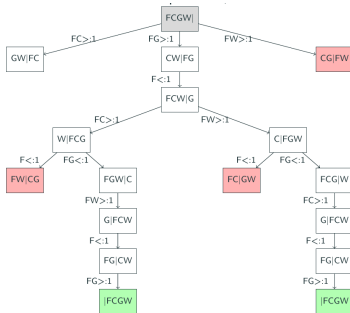 FCGW|
FC>:1 FG>:1 FW>:1
GW|FC CW|FG CG|FW
F<:1
FCW|G
FC>:1 FW>:1
W|FCG C|FGW
F<:1 FG<:1 F<:1 FG<:1
FW|CG FGW|C FC|GW FCG|W
FW>:1 FC>:1
G|FCW G|FCW
F<:1 F<:1
FG|CW FG|CW
FG>:1 FG>:1
|FCGW |FCGW